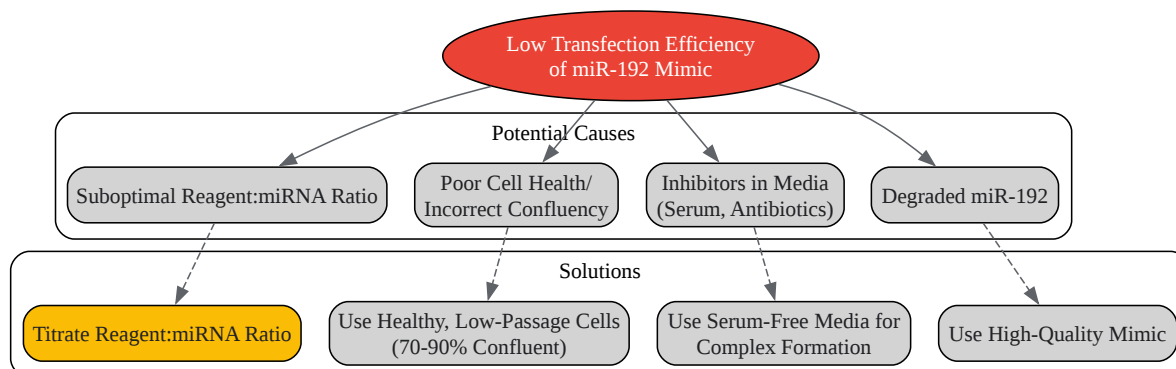 Low Transfection Efficiency
of miR-192 Mimic
Potential Causes
Suboptimal Reagent:miRNA Ratio
Poor Cell Health/
Incorrect Confluency
Inhibitors in Media
(Serum, Antibiotics)
Degraded miR-192
Solutions
Titrate Reagent:miRNA Ratio
Use Healthy, Low-Passage Cells
(70-90% Confluent)
Use Serum-Free Media for
Complex Formation
Use High-Quality Mimic